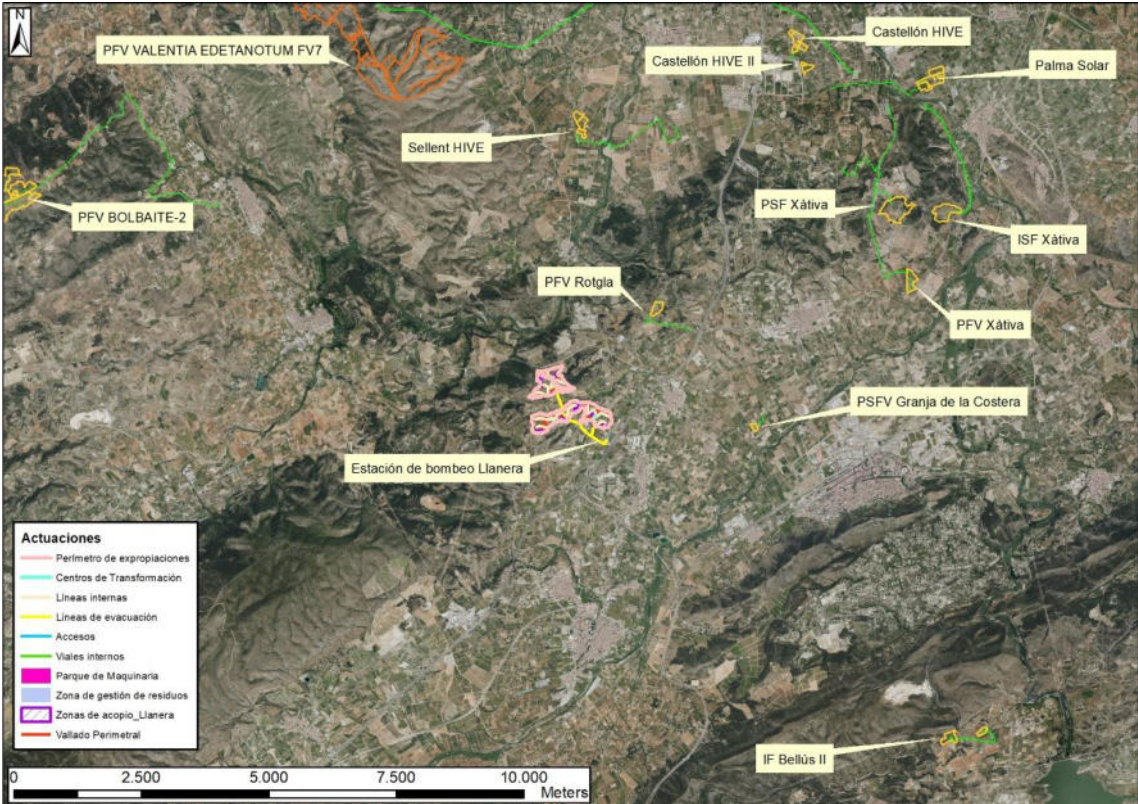 N
PFV VALENTIA EDETANOTUM FV7
Castellón HIVE
Castellón HIVE II
Palma Solar
Sellent HIVE
PFV BOLBAITE-2
PSF Xàtiva
ISF Xàtiva
PFV Rotgla
PFV Xàtiva
PSFV Granja de la Costera
Estación de bombeo Llanera
Actuaciones
Perímetro de expropiaciones
Centros de Transformación
Líneas internas
Líneas de evacuación
Accesos
Viales internos
Parque de Maquinaria
Zona de gestión de residuos
Zonas de acopio_Llanera
Vallado Perimetral
IF Bellús II
0 2.500 5.000 7.500 10.000
Meters